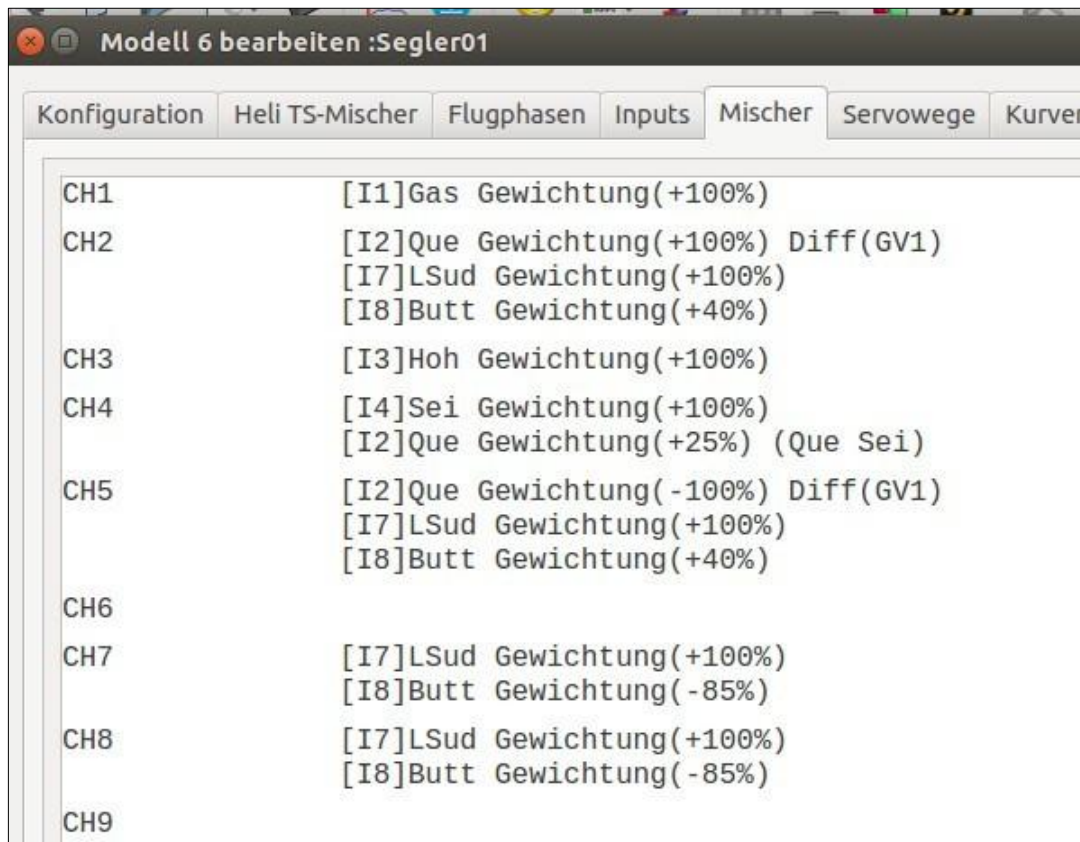 Modell 6 bearbeiten :Segler01
Konfiguration Heli TS-Mischer Flugphasen Inputs Mischer Servowege Kurven
CH1 [I1]Gas Gewichtung(+100%)
CH2 [I2]Que Gewichtung(+100%) Diff(GV1)
[I7]LSud Gewichtung(+100%)
[I8]Butt Gewichtung(+40%)
CH3 [I3]Hoh Gewichtung(+100%)
CH4 [I4]Sei Gewichtung(+100%)
[I2]Que Gewichtung(+25%) (Que Sei)
CH5 [I2]Que Gewichtung(-100%) Diff(GV1)
[I7]LSud Gewichtung(+100%)
[I8]Butt Gewichtung(+40%)
CH6
CH7 [I7]LSud Gewichtung(+100%)
[I8]Butt Gewichtung(-85%)
CH8 [I7]LSud Gewichtung(+100%)
[I8]Butt Gewichtung(-85%)
CH9